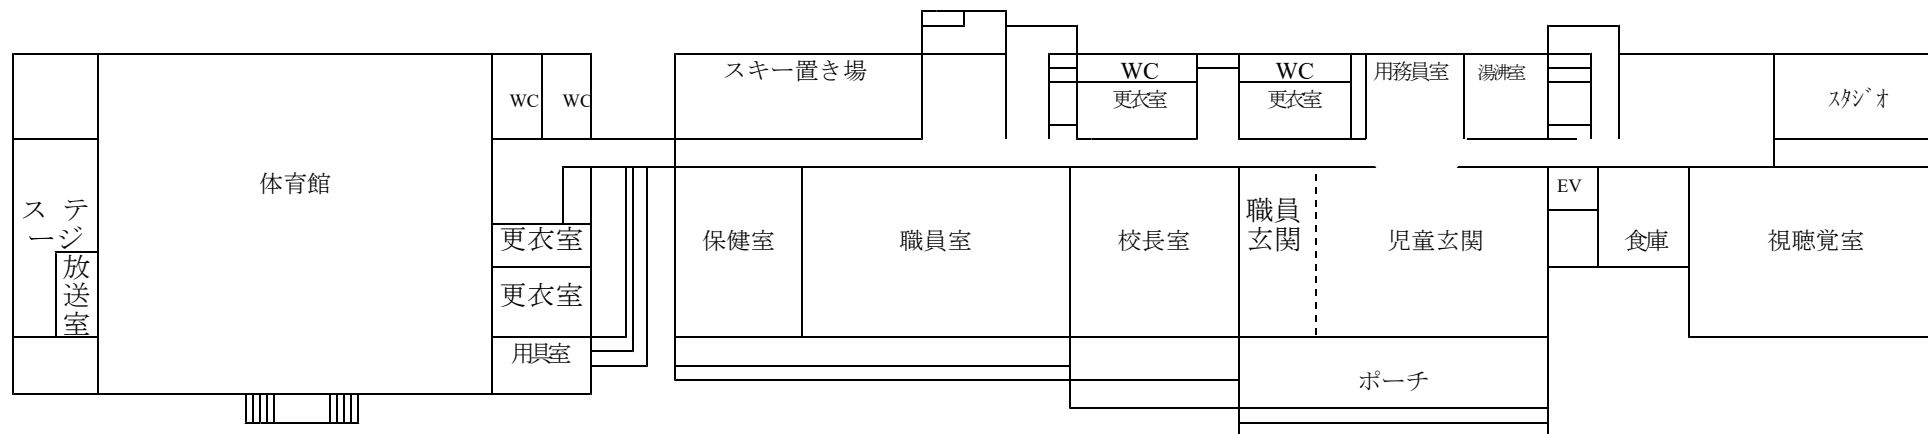 スキー置き場
WC
WC
用務員室
湯沸室
WC
WC
更衣室
更衣室
スタジオ
体育館
EV
ステ
ージ
放
送
室
更衣室
更衣室
用具室
保健室
職員室
校長室
職員
玄関
児童玄関
食庫
視聴覚室
ポーチ